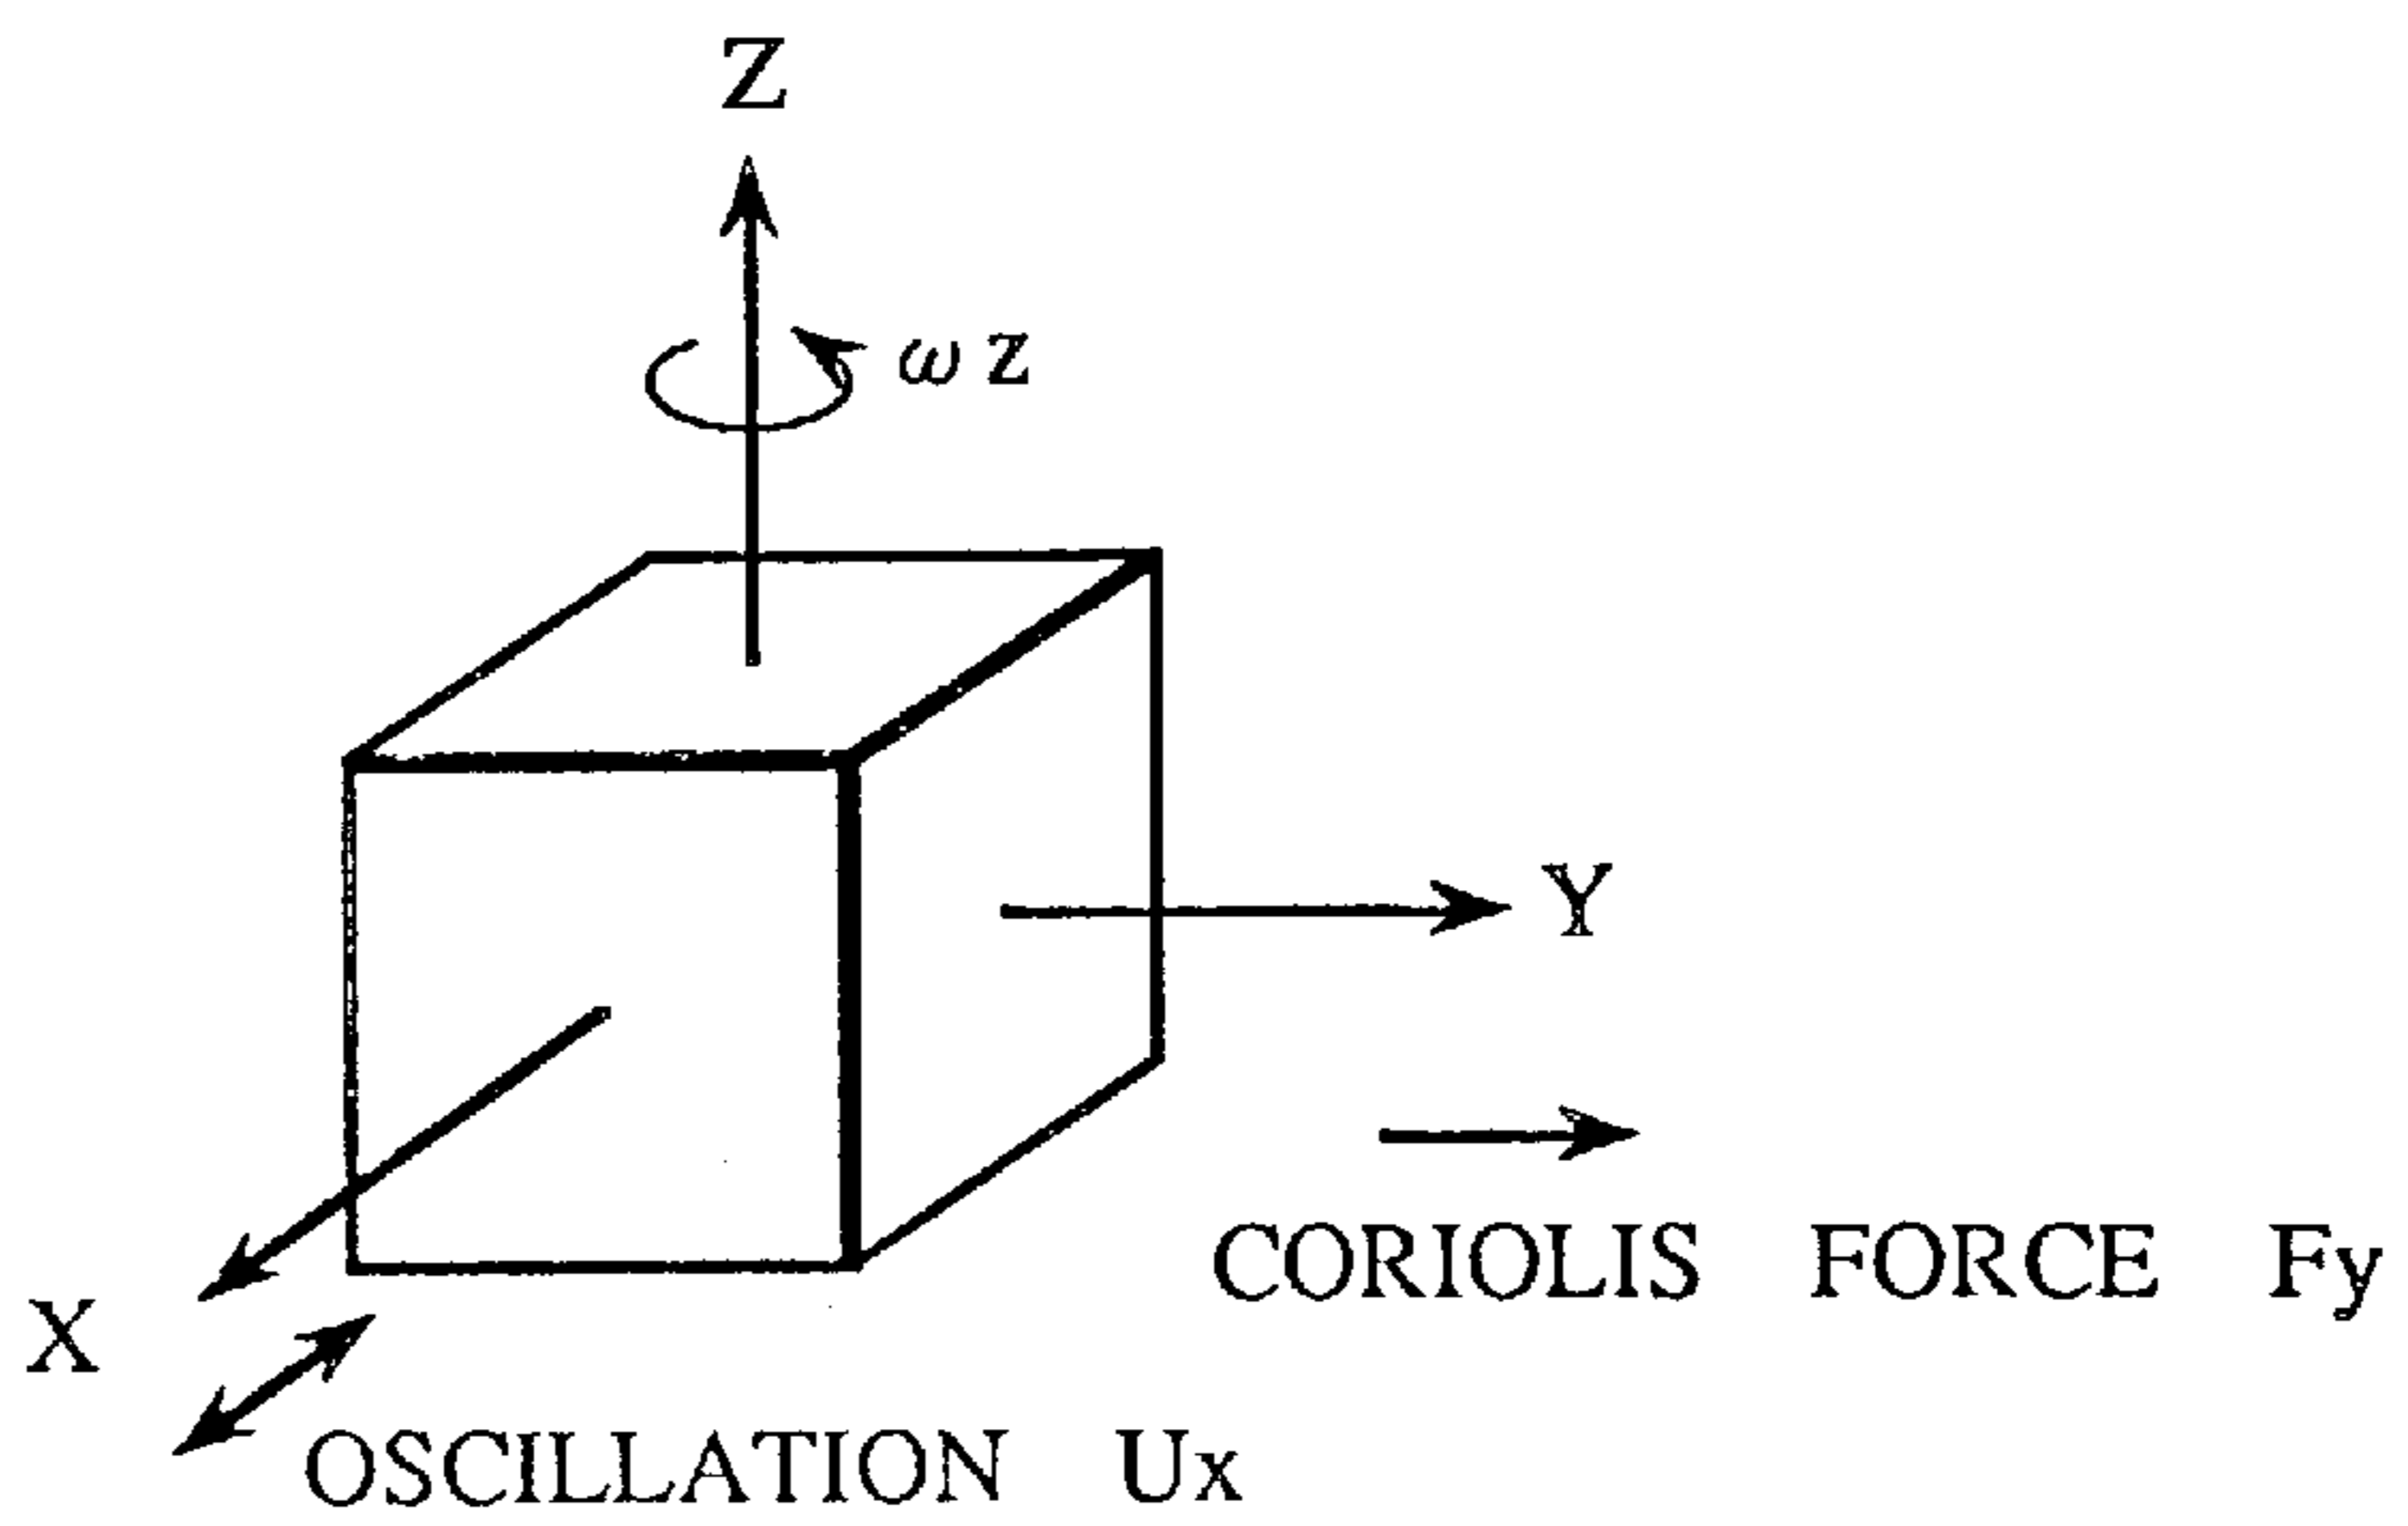 Z
ω z
Y
CORIOLIS FORCE Fy
X
OSCILLATION Ux